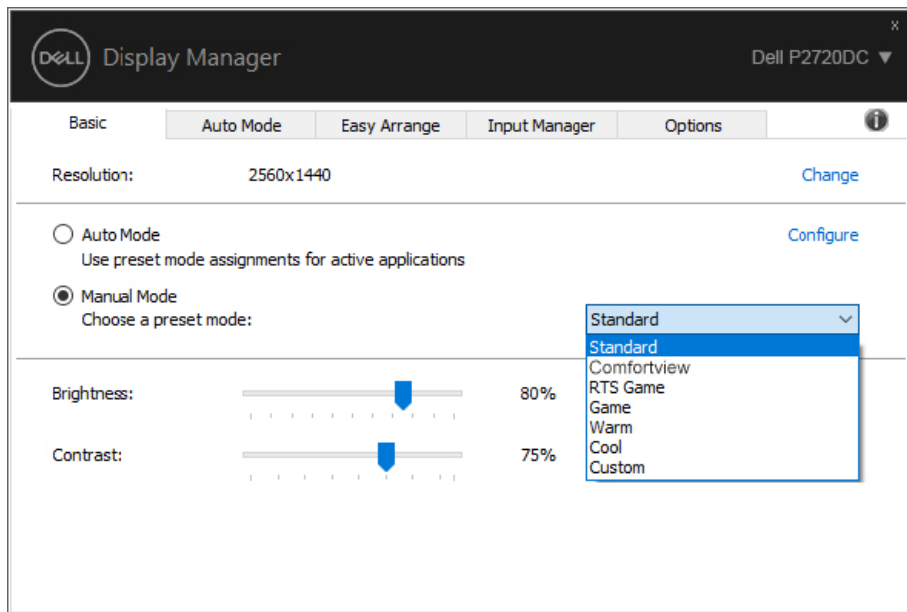 x
DELL Display Manager Dell P2720DC ▼
Basic Auto Mode Easy Arrange Input Manager Options i
Resolution: 2560x1440 Change
Auto Mode Configure
Use preset mode assignments for active applications
Manual Mode
Choose a preset mode: Standard
Standard
Comfortview
RTS Game
Game
Warm
Cool
Custom
Brightness: 80%
Contrast: 75%